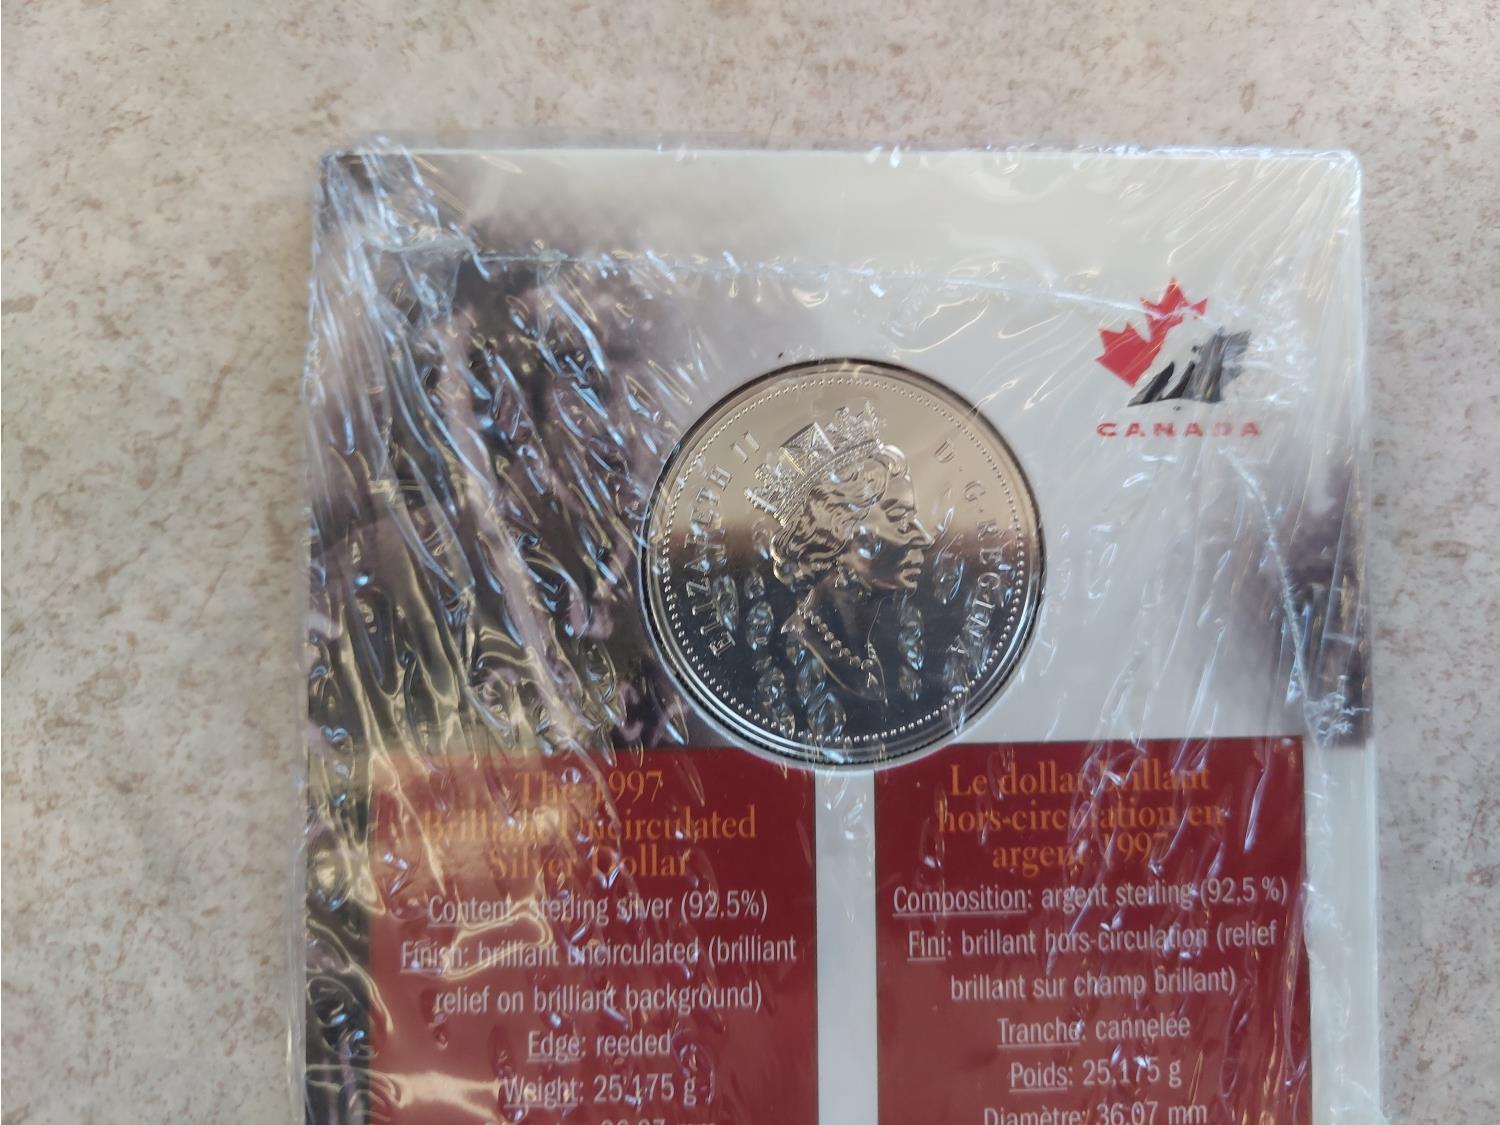 CANADA
ELIZABETH II D·G·REGINA
The 1997
Brilliant Uncirculated
Silver Dollar
Content: sterling silver (92.5%)
Finish: brilliant uncirculated (brilliant
relief on brilliant background)
Edge: reeded
Weight: 25.175 g
Le dollar brillant
hors-circulation en
argent 1997
Composition: argent sterling (92,5 %)
Fini: brillant hors-circulation (relief
brillant sur champ brillant)
Tranche: cannelée
Poids: 25,175 g
Diamètre: 36,07 mm